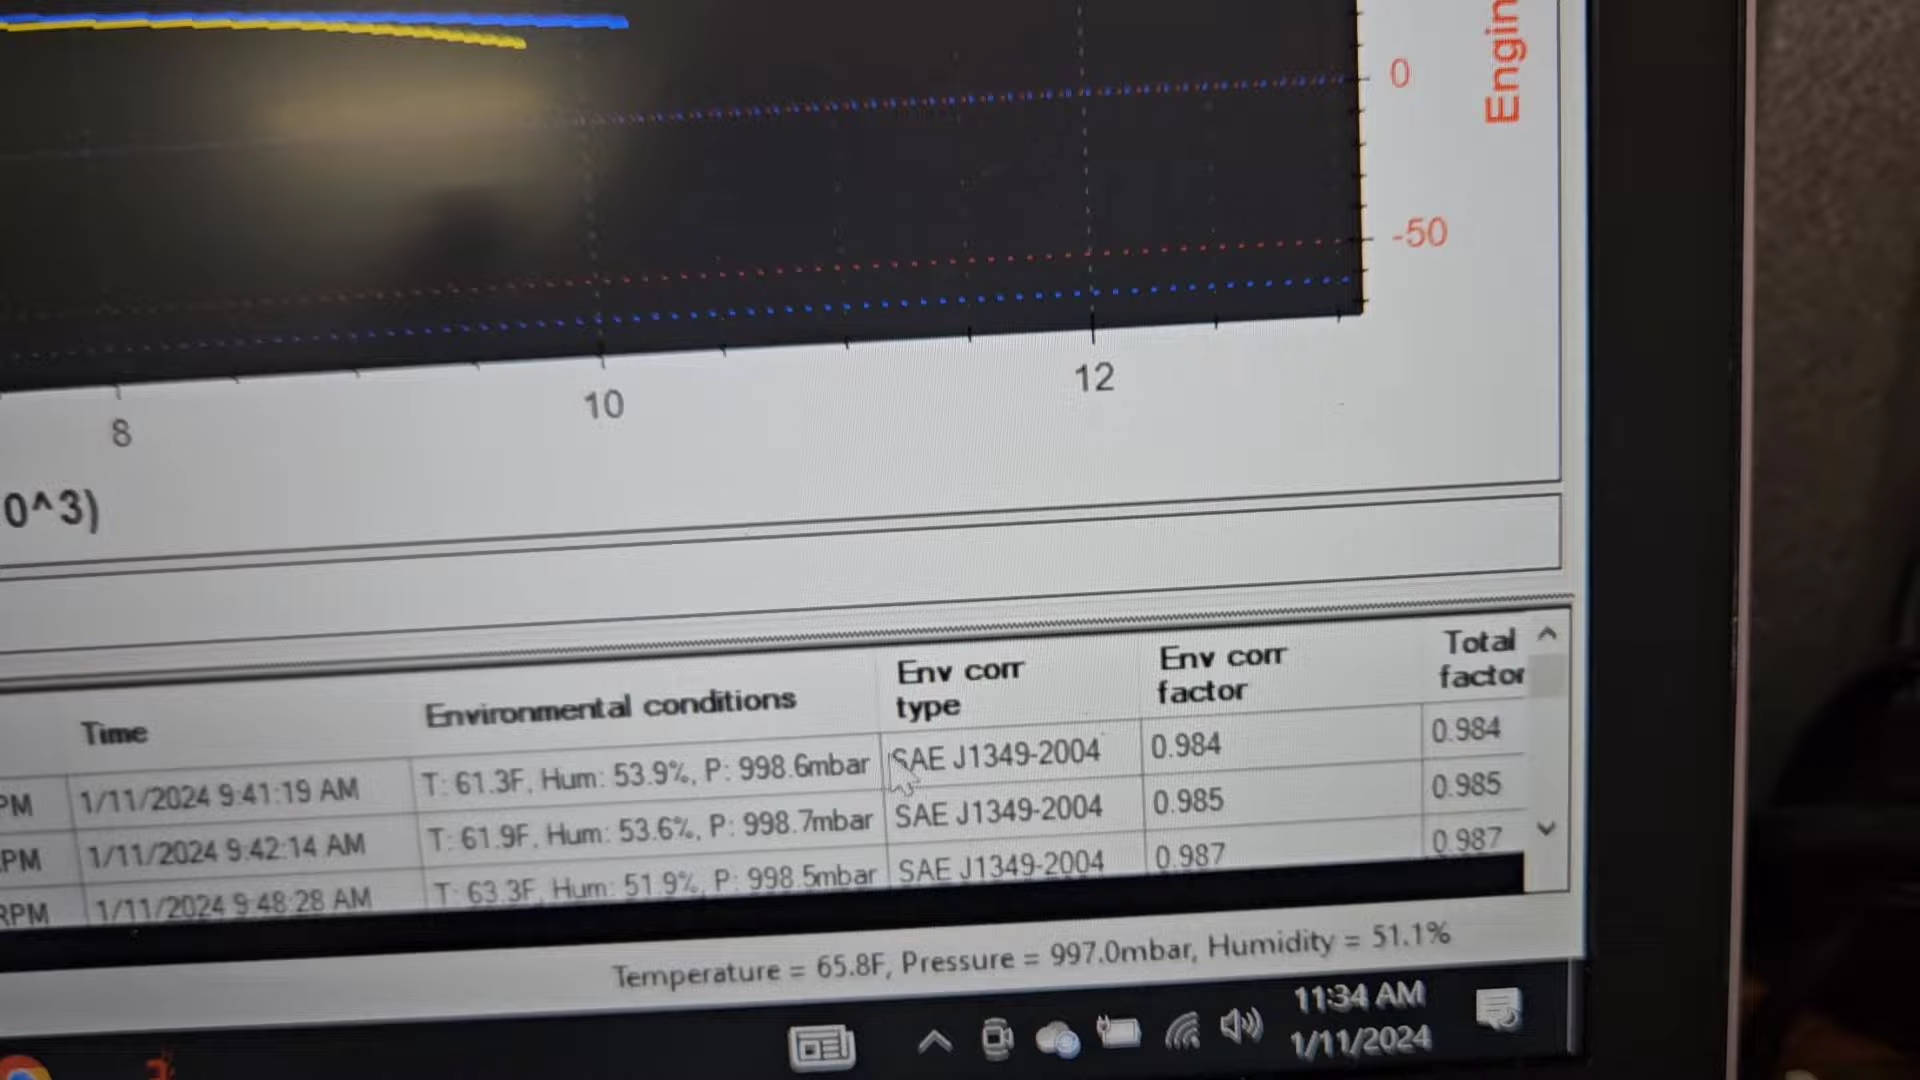 Engin
0
-50
8 10 12
0^3)
Time Environmental conditions Env corr type Env corr factor Total factor
PM 1/11/2024 9:41:19 AM T: 61.3F, Hum: 53.9%, P: 998.6mbar SAE J1349-2004 0.984 0.984
PM 1/11/2024 9:42:14 AM T: 61.9F, Hum: 53.6%, P: 998.7mbar SAE J1349-2004 0.985 0.985
RPM 1/11/2024 9:48:28 AM T: 63.3F, Hum: 51.9%, P: 998.5mbar SAE J1349-2004 0.987 0.987
Temperature = 65.8F, Pressure = 997.0mbar, Humidity = 51.1%
11:34 AM
1/11/2024